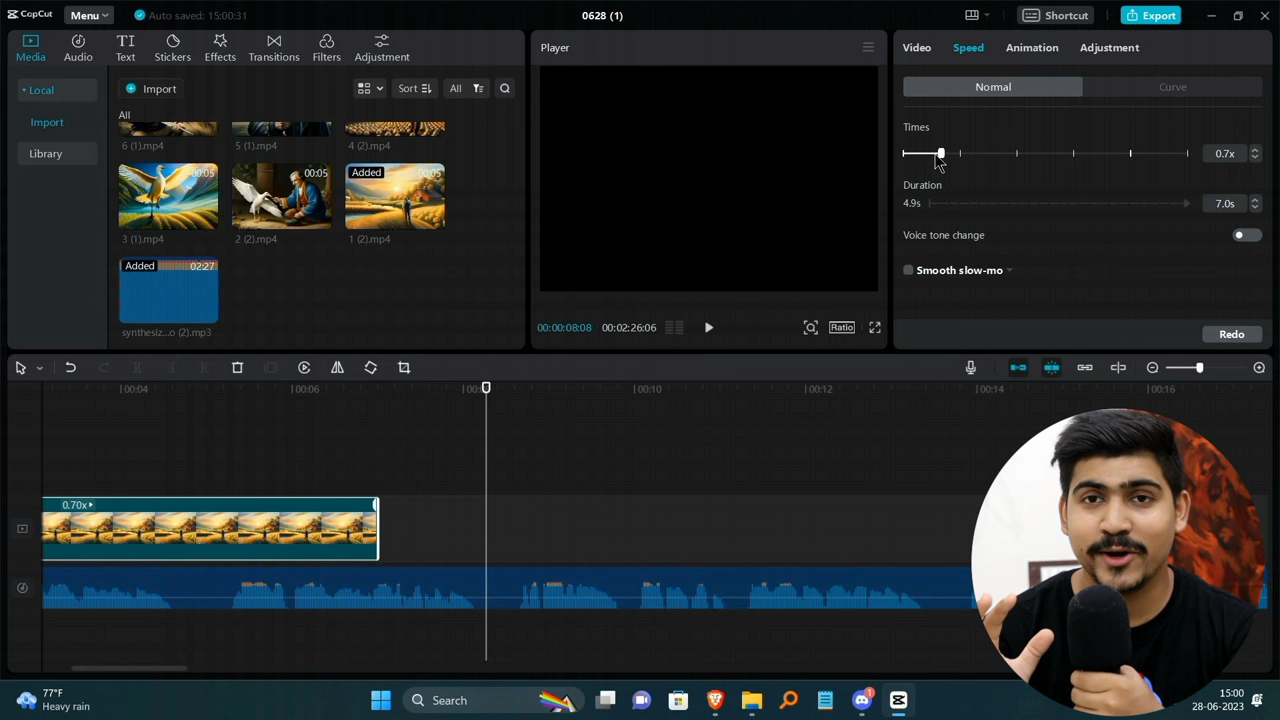 CapCut
Menu
Auto saved: 15:00:31
0628 (1)
Shortcut
Export
Media
Audio
Text
Stickers
Effects
Transitions
Filters
Adjustment
Local
Import
Library
Import
Sort
All
All
6 (1).mp4
5 (1).mp4
4 (2).mp4
00:05
00:05
Added
3 (1).mp4
2 (2).mp4
1 (2).mp4
Added
02:27
synthesiz...o (2).mp3
Player
00:00:08:08
00:02:26:06
Ratio
Video
Speed
Animation
Adjustment
Normal
Curve
Times
0.7x
Duration
4.9s
7.0s
Voice tone change
Smooth slow-mo
Redo
00:04
00:06
00:10
00:12
00:14
00:16
0.70x
77°F
Heavy rain
Search
1
15:00
28-06-2023